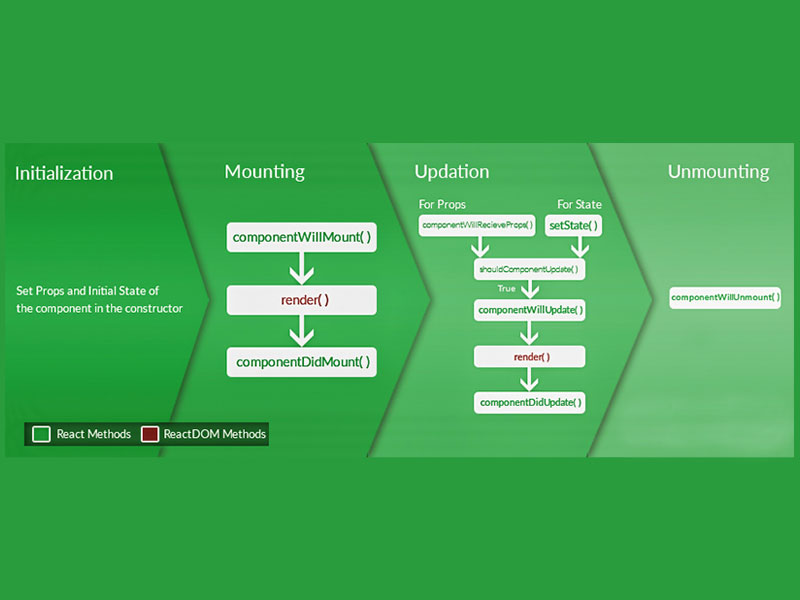 Initialization
Set Props and Initial State of
the component in the constructor
Mounting
componentWillMount( )
render( )
componentDidMount( )
Updation
For Props
For State
componentWillRecieveProps( )
setState( )
shouldComponentUpdate( )
True
componentWillUpdate( )
render( )
componentDidUpdate( )
Unmounting
componentWillUnmount( )
React Methods
ReactDOM Methods